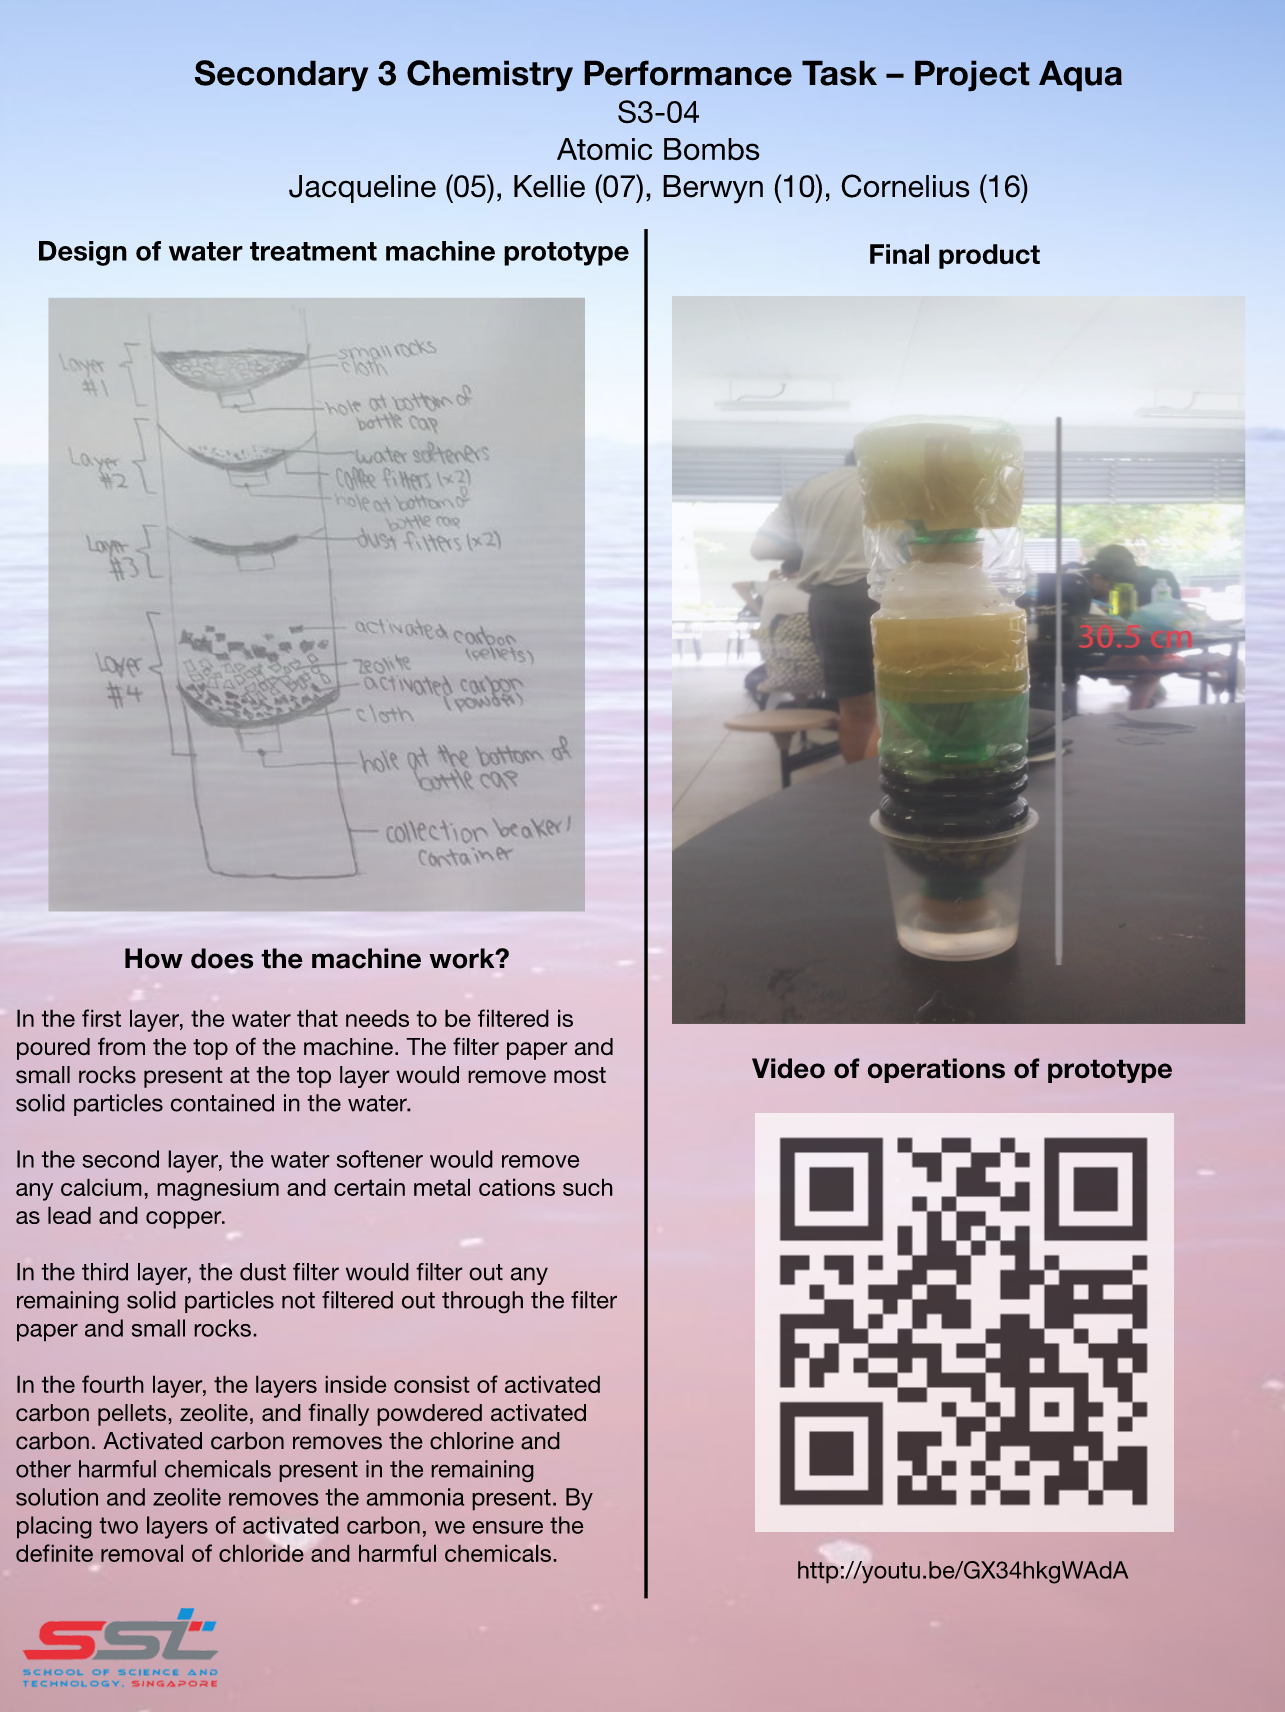 Secondary 3 Chemistry Performance Task – Project Aqua
S3-04
Atomic Bombs
Jacqueline (05), Kellie (07), Berwyn (10), Cornelius (16)
Design of water treatment machine prototype
Layer
#1
small rocks
cloth
hole at bottom of
bottle cap
Layer
#2
water softeners
coffee filters (x2)
hole at bottom of
bottle cap
Layer
#3
dust filters (x2)
Layer
#4
activated carbon
(pellets)
zeolite
activated carbon
(powder)
cloth
hole at the bottom of
bottle cap
collection beaker/
container
How does the machine work?
In the first layer, the water that needs to be filtered is
poured from the top of the machine. The filter paper and
small rocks present at the top layer would remove most
solid particles contained in the water.
In the second layer, the water softener would remove
any calcium, magnesium and certain metal cations such
as lead and copper.
In the third layer, the dust filter would filter out any
remaining solid particles not filtered out through the filter
paper and small rocks.
In the fourth layer, the layers inside consist of activated
carbon pellets, zeolite, and finally powdered activated
carbon. Activated carbon removes the chlorine and
other harmful chemicals present in the remaining
solution and zeolite removes the ammonia present. By
placing two layers of activated carbon, we ensure the
definite removal of chloride and harmful chemicals.
SST
SCHOOL OF SCIENCE AND
TECHNOLOGY, SINGAPORE
Final product
30.5 cm
Video of operations of prototype
http://youtu.be/GX34hkgWAdA